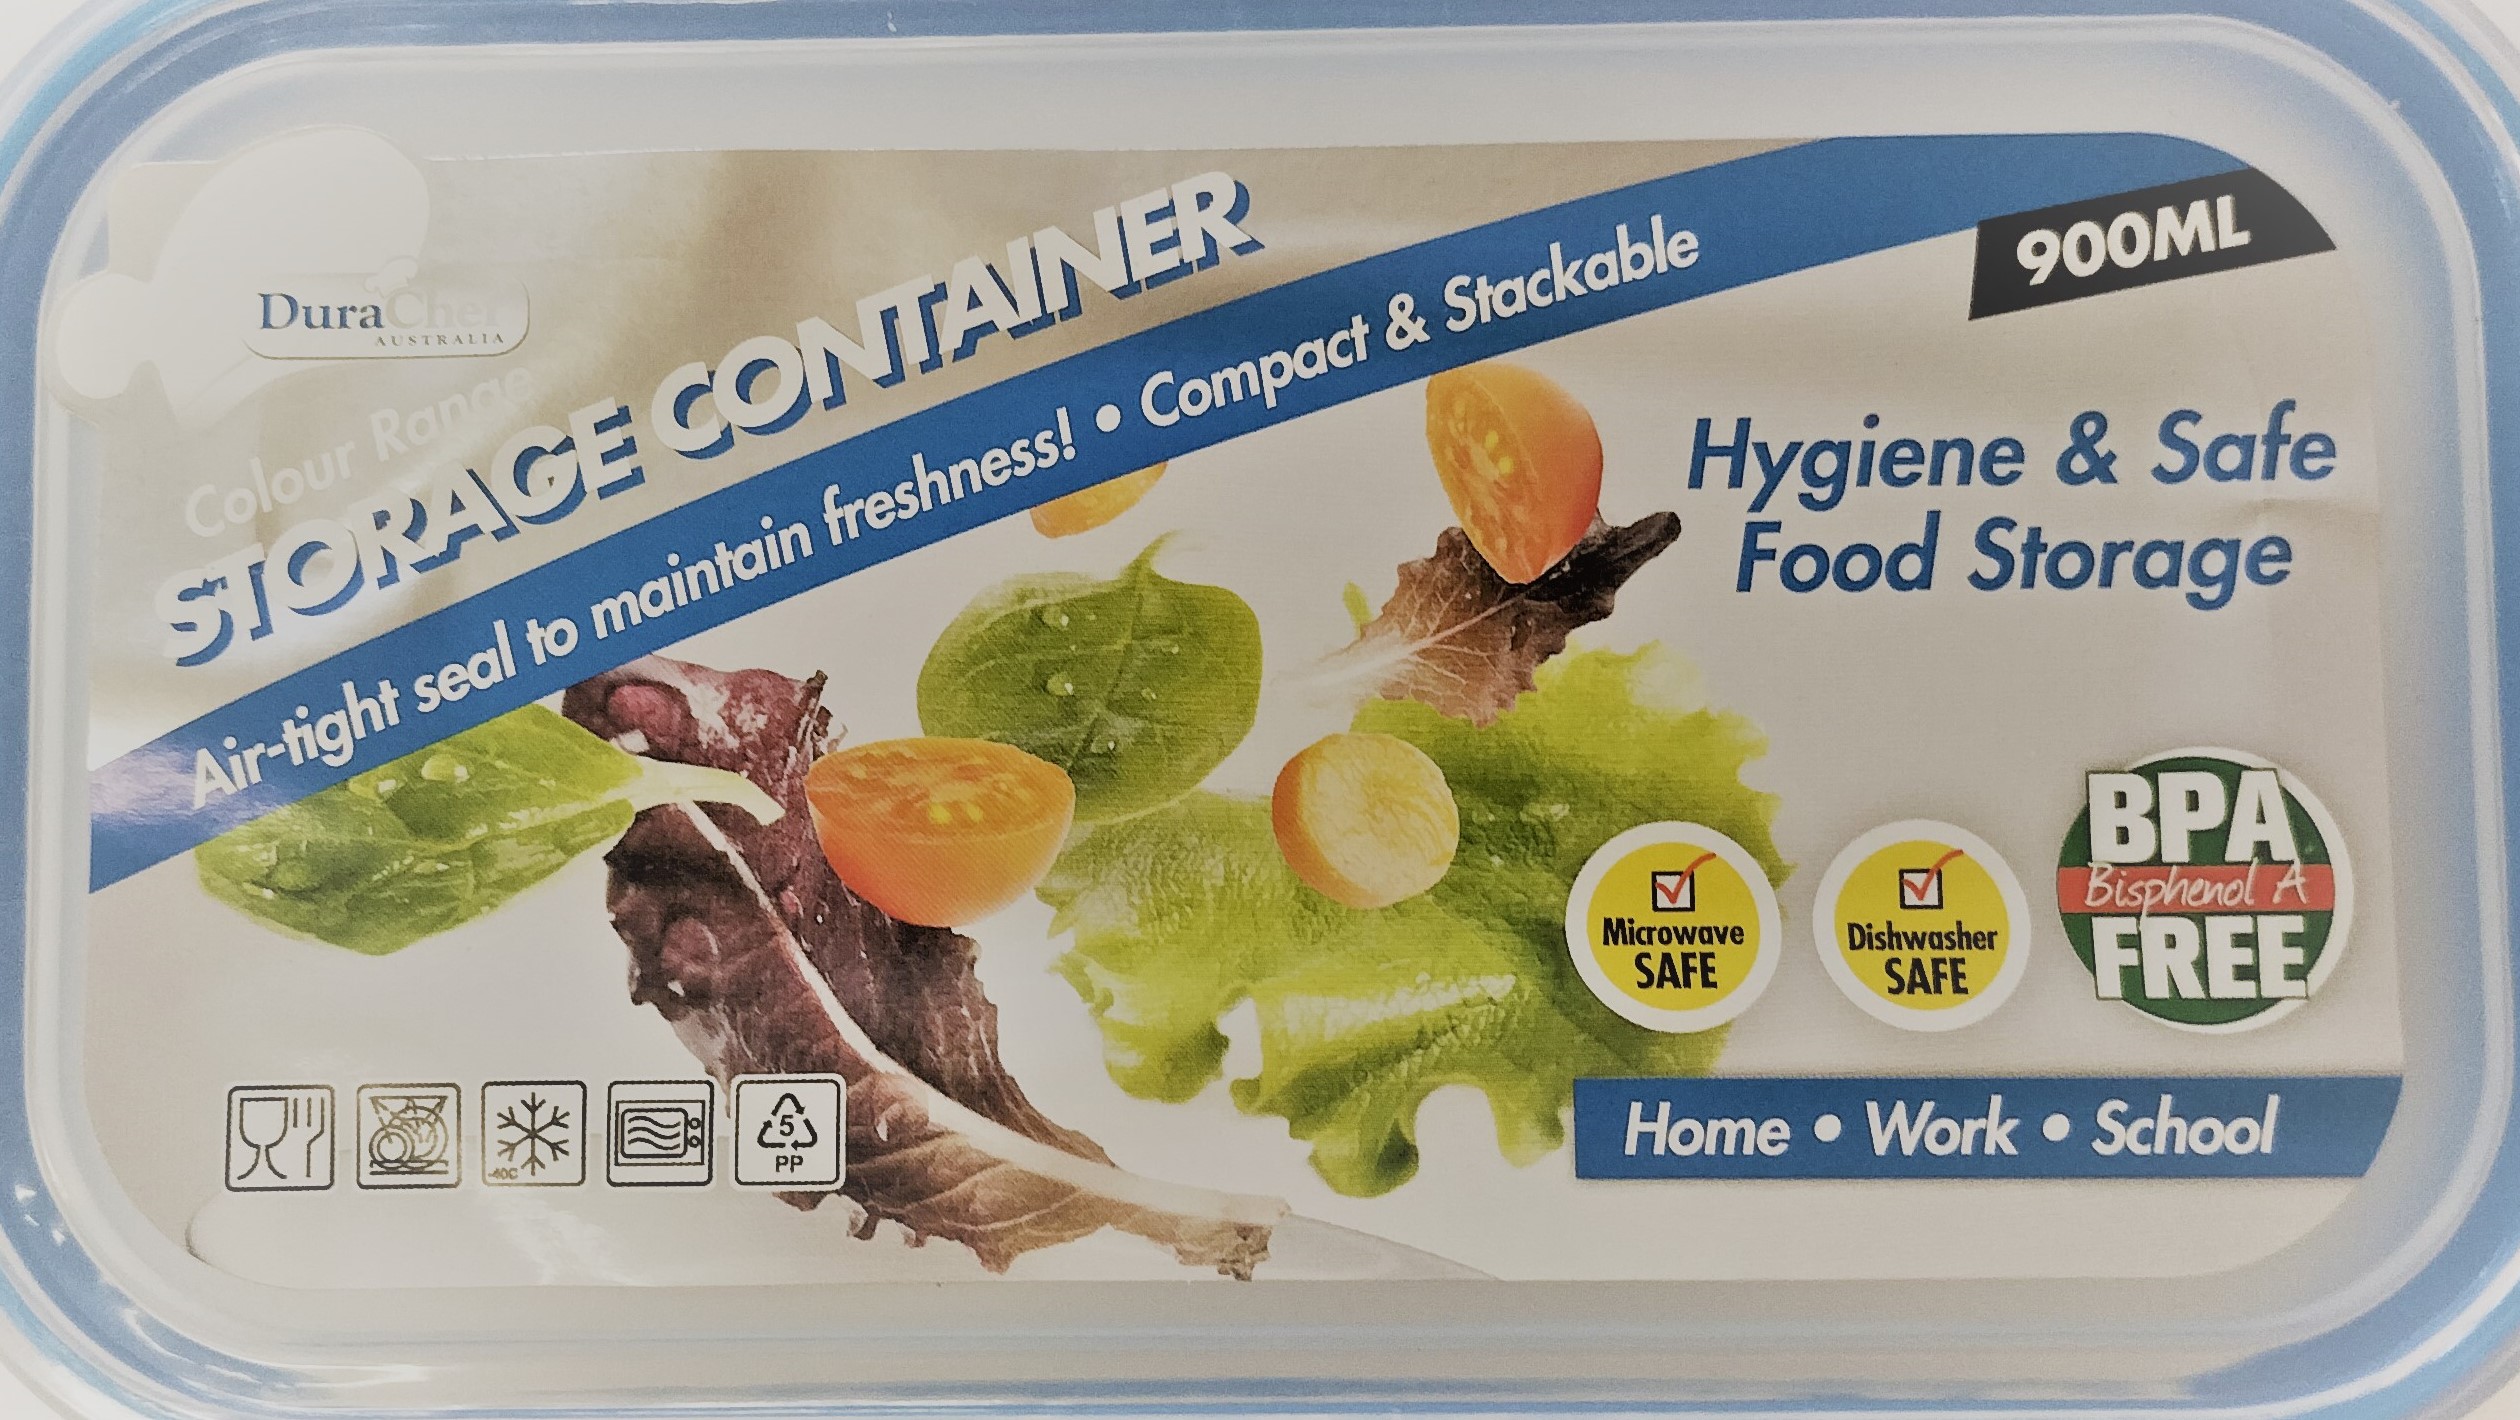 DuraChef
AUSTRALIA
Colour Range
STORAGE CONTAINER
Air-tight seal to maintain freshness! • Compact & Stackable
900ML
Hygiene & Safe
Food Storage
Microwave
SAFE
Dishwasher
SAFE
BPA
Bisphenol A
FREE
-40C
5
PP
Home • Work • School